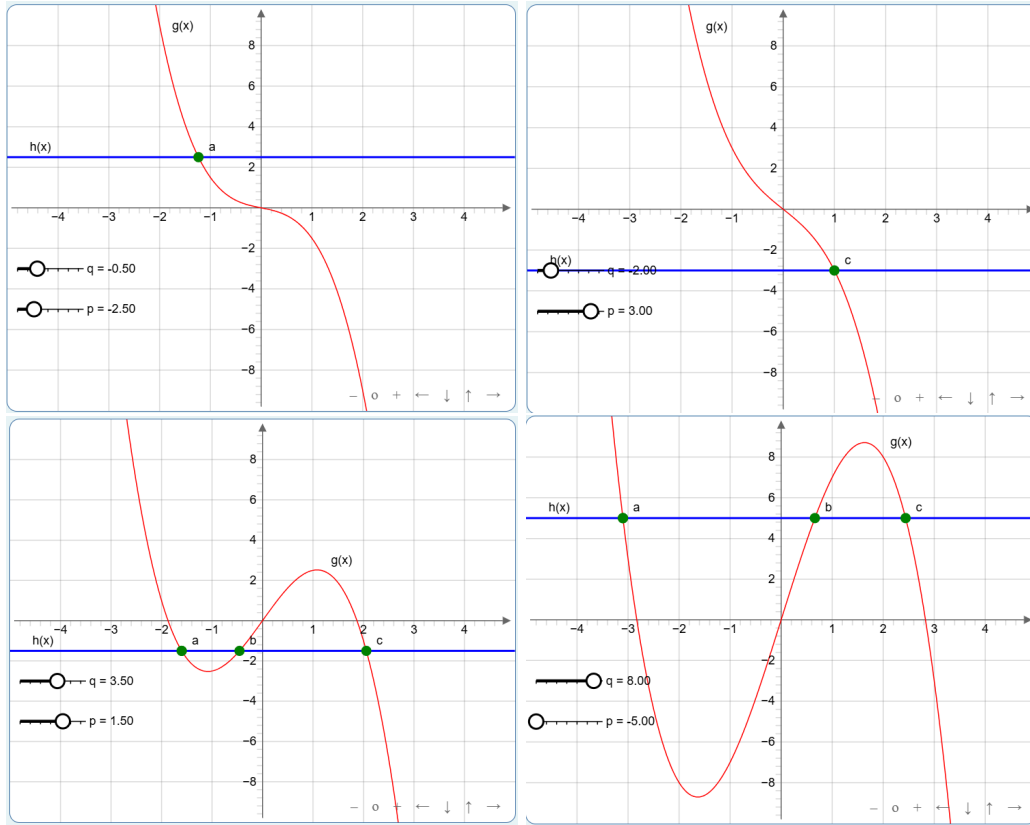 g(x)
8
6
4
h(x) a
2
−4 −3 −2 −1 1 2 3 4
−2
q = -0.50
−4
p = -2.50
−6
−8
− o + ← ↓ ↑ →
g(x)
8
6
4
2
−4 −3 −2 −1 1 2 3 4
−2
h(x) c
q = -2.00
−4
p = 3.00
−6
−8
− o + ← ↓ ↑ →
8
6
4
g(x)
2
−4 −3 −2 −1 1 2 3 4
h(x) a b c
−2
q = 3.50
−4
p = 1.50
−6
−8
− o + ← ↓ ↑ →
g(x)
8
6
h(x) a b c
4
2
−4 −3 −2 −1 1 2 3 4
−2
q = 8.00
−4
p = -5.00
−6
−8
− o + ← ↓ ↑ →